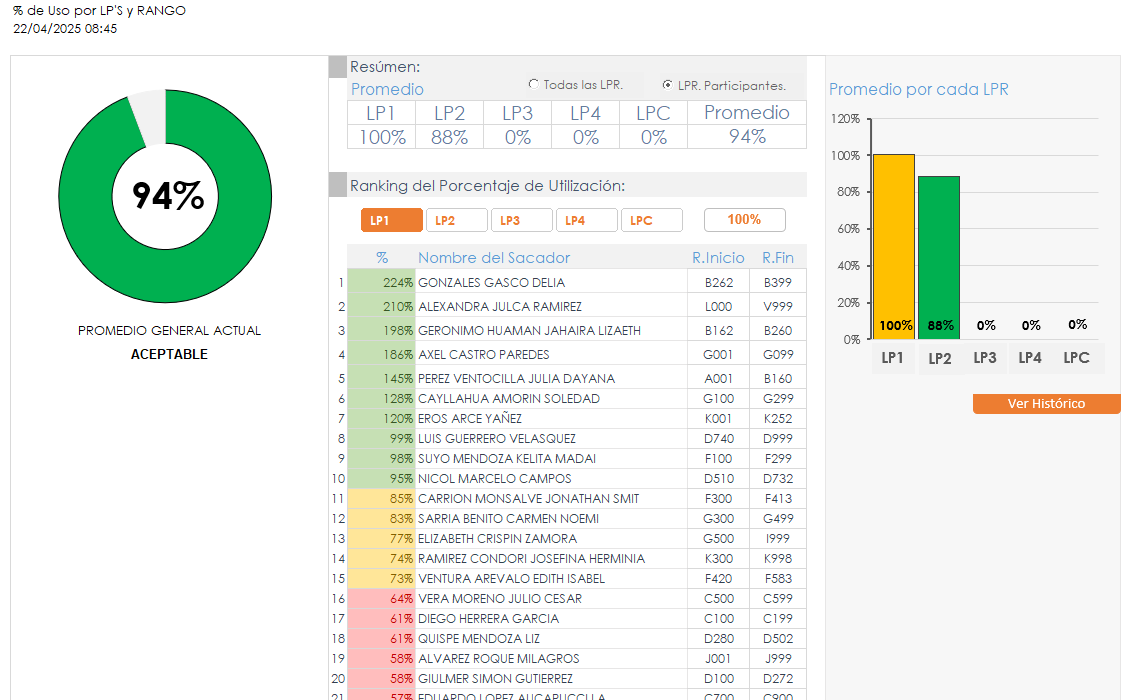 % de Uso por LP'S y RANGO
22/04/2025 08:45
94%
PROMEDIO GENERAL ACTUAL
ACEPTABLE
Resúmen:
Promedio
Todas las LPR.
LPR. Participantes.
LP1 LP2 LP3 LP4 LPC Promedio
100% 88% 0% 0% 0% 94%
Ranking del Porcentaje de Utilización:
LP1 LP2 LP3 LP4 LPC 100%
% Nombre del Sacador R.Inicio R.Fin
1 224% GONZALES GASCO DELIA B262 B399
2 210% ALEXANDRA JULCA RAMIREZ L000 V999
3 198% GERONIMO HUAMAN JAHAIRA LIZAETH B162 B260
4 186% AXEL CASTRO PAREDES G001 G099
5 145% PEREZ VENTOCILLA JULIA DAYANA A001 B160
6 128% CAYLLAHUA AMORIN SOLEDAD G100 G299
7 120% EROS ARCE YAÑEZ K001 K252
8 99% LUIS GUERRERO VELASQUEZ D740 D999
9 98% SUYO MENDOZA KELITA MADAI F100 F299
10 95% NICOL MARCELO CAMPOS D510 D732
11 85% CARRION MONSALVE JONATHAN SMIT F300 F413
12 83% SARRIA BENITO CARMEN NOEMI G300 G499
13 77% ELIZABETH CRISPIN ZAMORA G500 I999
14 74% RAMIREZ CONDORI JOSEFINA HERMINIA K300 K998
15 73% VENTURA AREVALO EDITH ISABEL F420 F583
16 64% VERA MORENO JULIO CESAR C500 C599
17 61% DIEGO HERRERA GARCIA C100 C199
18 61% QUISPE MENDOZA LIZ D280 D502
19 58% ALVAREZ ROQUE MILAGROS J001 J999
20 58% GIULMER SIMON GUTIERREZ D100 D272
21 57% EDUARDO LOPEZ AUCAPUCLLA C700 C900
Promedio por cada LPR
120%
100%
80%
60%
40%
20%
0%
100% 88% 0% 0% 0%
LP1 LP2 LP3 LP4 LPC
Ver Histórico